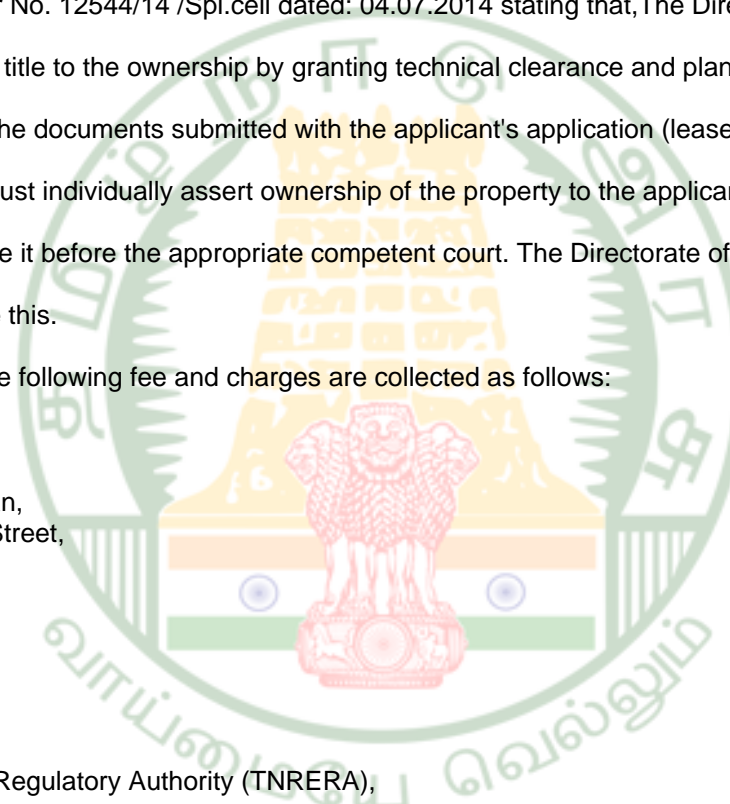 No. 12544/14 /Spl.cell dated: 04.07.2014 stating that,The Dire
title to the ownership by granting technical clearance and plan
he documents submitted with the applicant's application (lease
ust individually assert ownership of the property to the applica
e it before the appropriate competent court. The Directorate of
this.
e following fee and charges are collected as follows:
n,
Street,
Regulatory Authority (TNRERA),
தமிழ்நாடு அரசு
வாய்மையே வெல்லும்